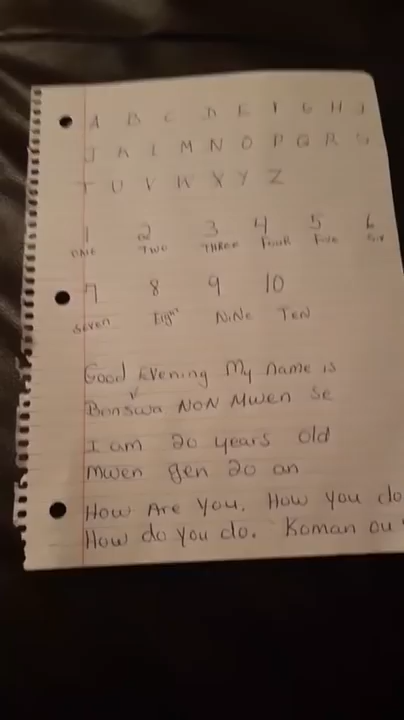 A B C D E F G H I
J K L M N O P Q R S
T U V W X Y Z
1 2 3 4 5 6
ONE TWO THREE FOUR FIVE SIX
7 8 9 10
SEVEN Eight NiNe TEN
Good Evening My name is
Bonswa NON Mwen se
I am 20 years old
Mwen gen 20 an
How Are You. How you do
How do you do. Koman ou